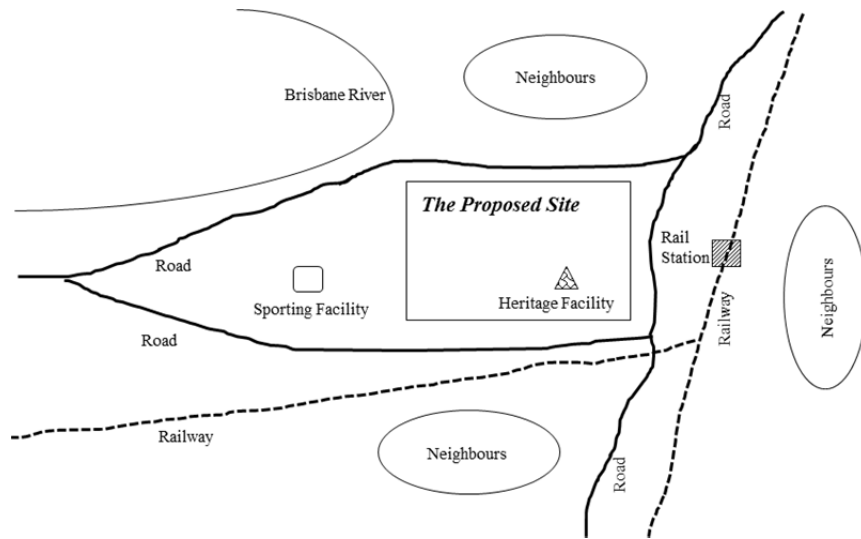 Neighbours
Brisbane River
Road
The Proposed Site
Rail
Station
Road
Sporting Facility
Heritage Facility
Neighbours
Railway
Road
Railway
Neighbours
Road